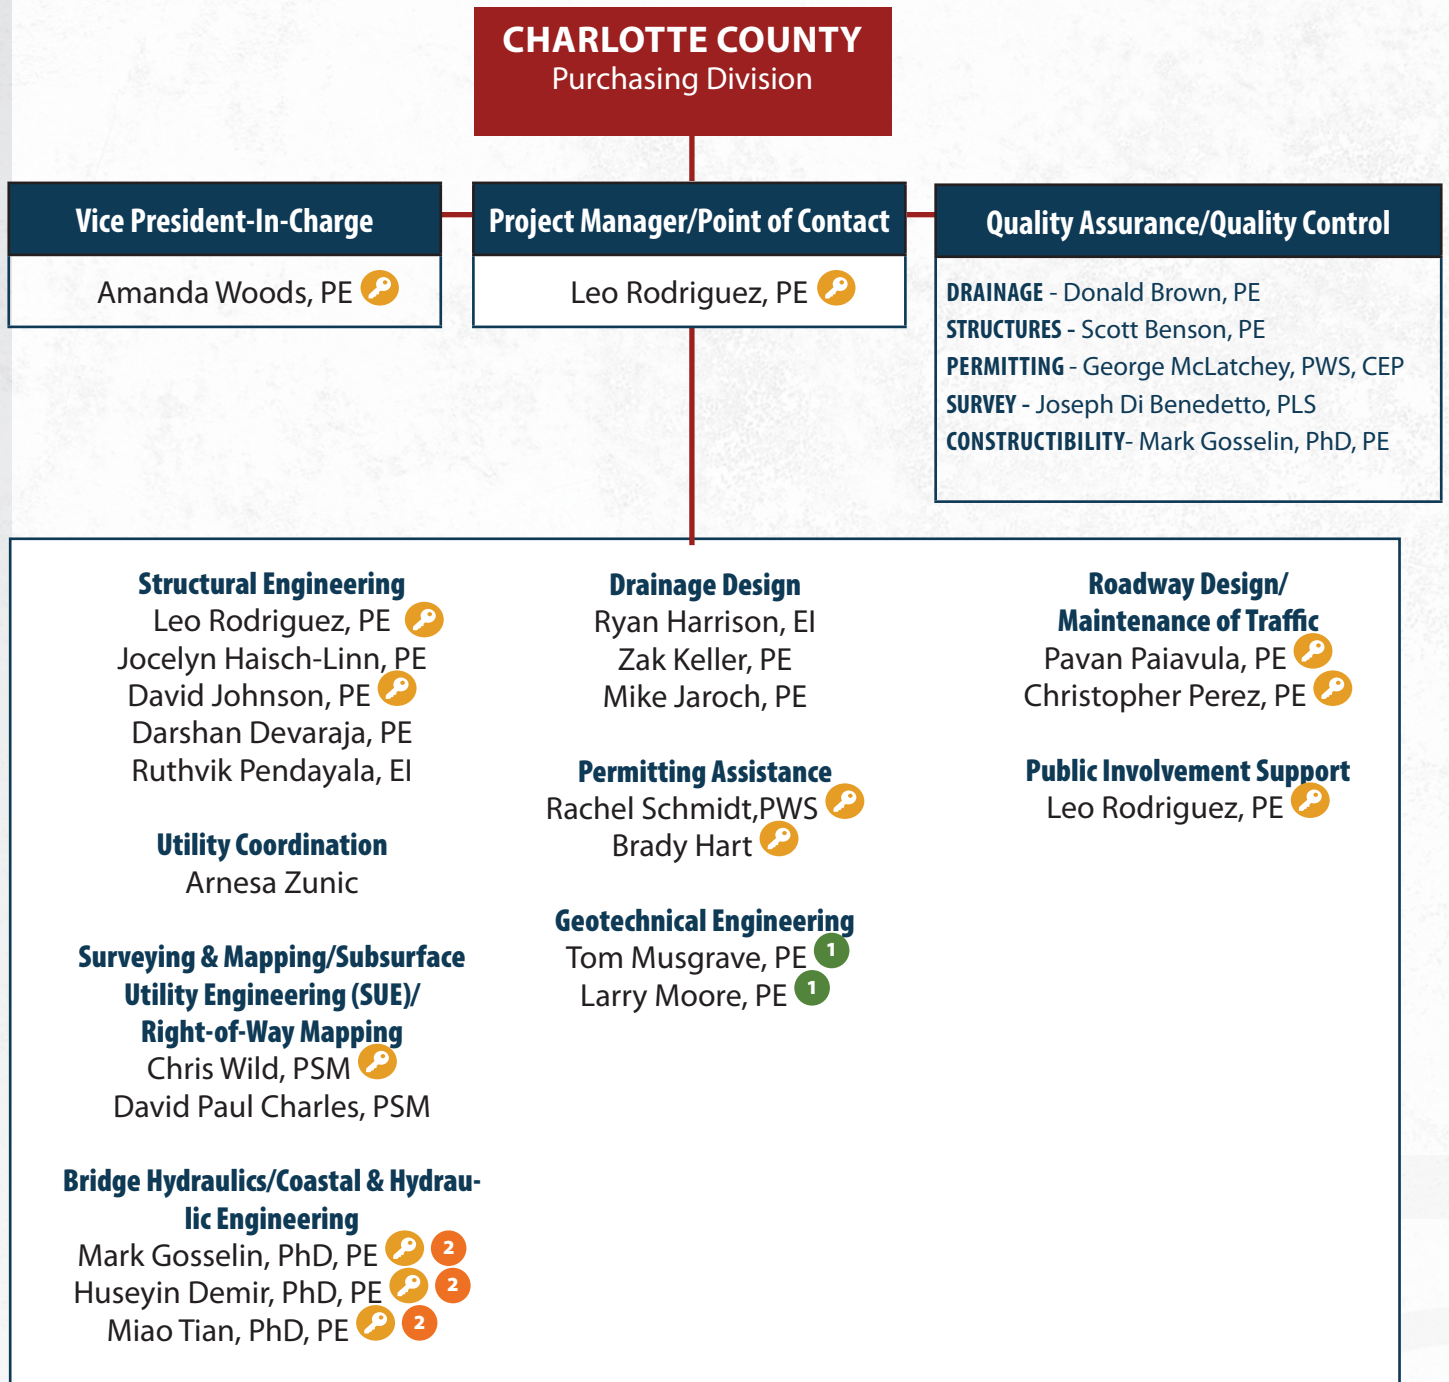 CHARLOTTE COUNTY
Purchasing Division
Vice President-In-Charge
Amanda Woods, PE
Project Manager/Point of Contact
Leo Rodriguez, PE
Quality Assurance/Quality Control
DRAINAGE - Donald Brown, PE
STRUCTURES - Scott Benson, PE
PERMITTING - George McLatchey, PWS, CEP
SURVEY - Joseph Di Benedetto, PLS
CONSTRUCTIBILITY- Mark Gosselin, PhD, PE
Structural Engineering
Leo Rodriguez, PE
Jocelyn Haisch-Linn, PE
David Johnson, PE
Darshan Devaraja, PE
Ruthvik Pendayala, EI
Utility Coordination
Arnesa Zunic
Surveying & Mapping/Subsurface
Utility Engineering (SUE)/
Right-of-Way Mapping
Chris Wild, PSM
David Paul Charles, PSM
Bridge Hydraulics/Coastal & Hydrau-
lic Engineering
Mark Gosselin, PhD, PE 2
Huseyin Demir, PhD, PE 2
Miao Tian, PhD, PE 2
Drainage Design
Ryan Harrison, EI
Zak Keller, PE
Mike Jaroch, PE
Permitting Assistance
Rachel Schmidt,PWS
Brady Hart
Geotechnical Engineering
Tom Musgrave, PE 1
Larry Moore, PE 1
Roadway Design/
Maintenance of Traffic
Pavan Paiavula, PE
Christopher Perez, PE
Public Involvement Support
Leo Rodriguez, PE